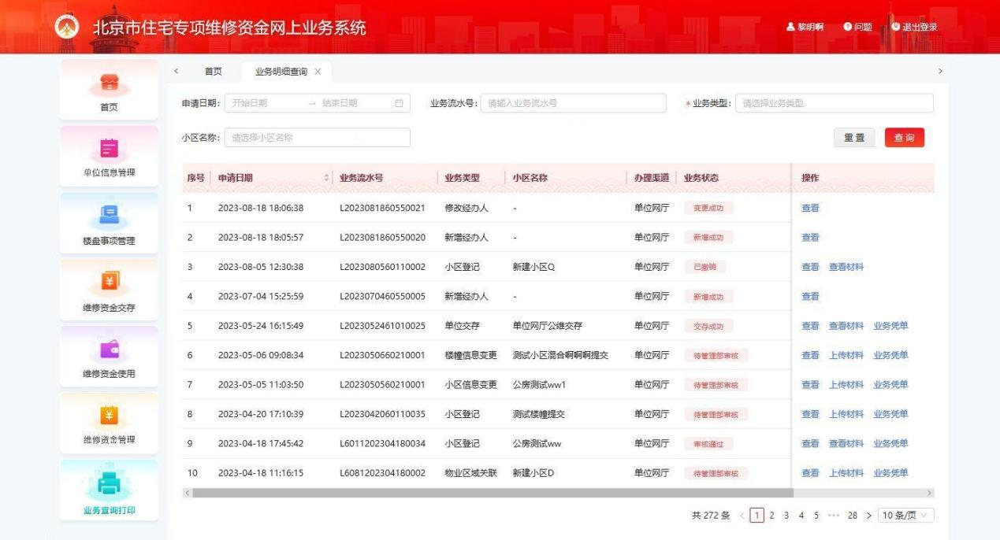 北京市住宅专项维修资金网上业务系统
黎明啊 问题 退出登录
首页 业务明细查询
首页
单位信息管理
楼盘事项管理
维修资金交存
维修资金使用
维修资金管理
业务查询打印
申请日期: 开始日期 → 结束日期 业务流水号: 请输入业务流水号 * 业务类型: 请选择业务类型
小区名称: 请选择小区名称 重置 查询
序号 申请日期 业务流水号 业务类型 小区名称 办理渠道 业务状态 操作
1 2023-08-18 18:06:38 L2023081860550021 修改经办人 - 单位网厅 变更成功 查看
2 2023-08-18 18:05:57 L2023081860550020 新增经办人 - 单位网厅 新增成功 查看
3 2023-08-05 12:30:38 L2023080560110002 小区登记 新建小区Q 单位网厅 已撤销 查看 查看材料
4 2023-07-04 15:25:59 L2023070460550005 新增经办人 - 单位网厅 新增成功 查看
5 2023-05-24 16:15:49 L2023052461010025 单位交存 单位网厅公维交存 单位网厅 交存成功 查看 查看材料 业务凭单
6 2023-05-06 09:08:34 L2023050660210001 楼幢信息变更 测试小区混合啊啊啊提交 单位网厅 待管理部审核 查看 上传材料 业务凭单
7 2023-05-05 11:03:50 L2023050560210001 小区信息变更 公房测试ww1 单位网厅 待管理部审核 查看 上传材料 业务凭单
8 2023-04-20 17:10:39 L2023042060110035 小区登记 测试楼幢提交 单位网厅 待管理部审核 查看 上传材料 业务凭单
9 2023-04-18 17:45:42 L6011202304180034 小区登记 公房测试ww 单位网厅 审核通过 查看 查看材料 业务凭单
10 2023-04-18 11:16:15 L6081202304180002 物业区域关联 新建小区D 单位网厅 待管理部审核 查看 上传材料 业务凭单
共 272 条 < 1 2 3 4 5 ··· 28 > 10 条/页